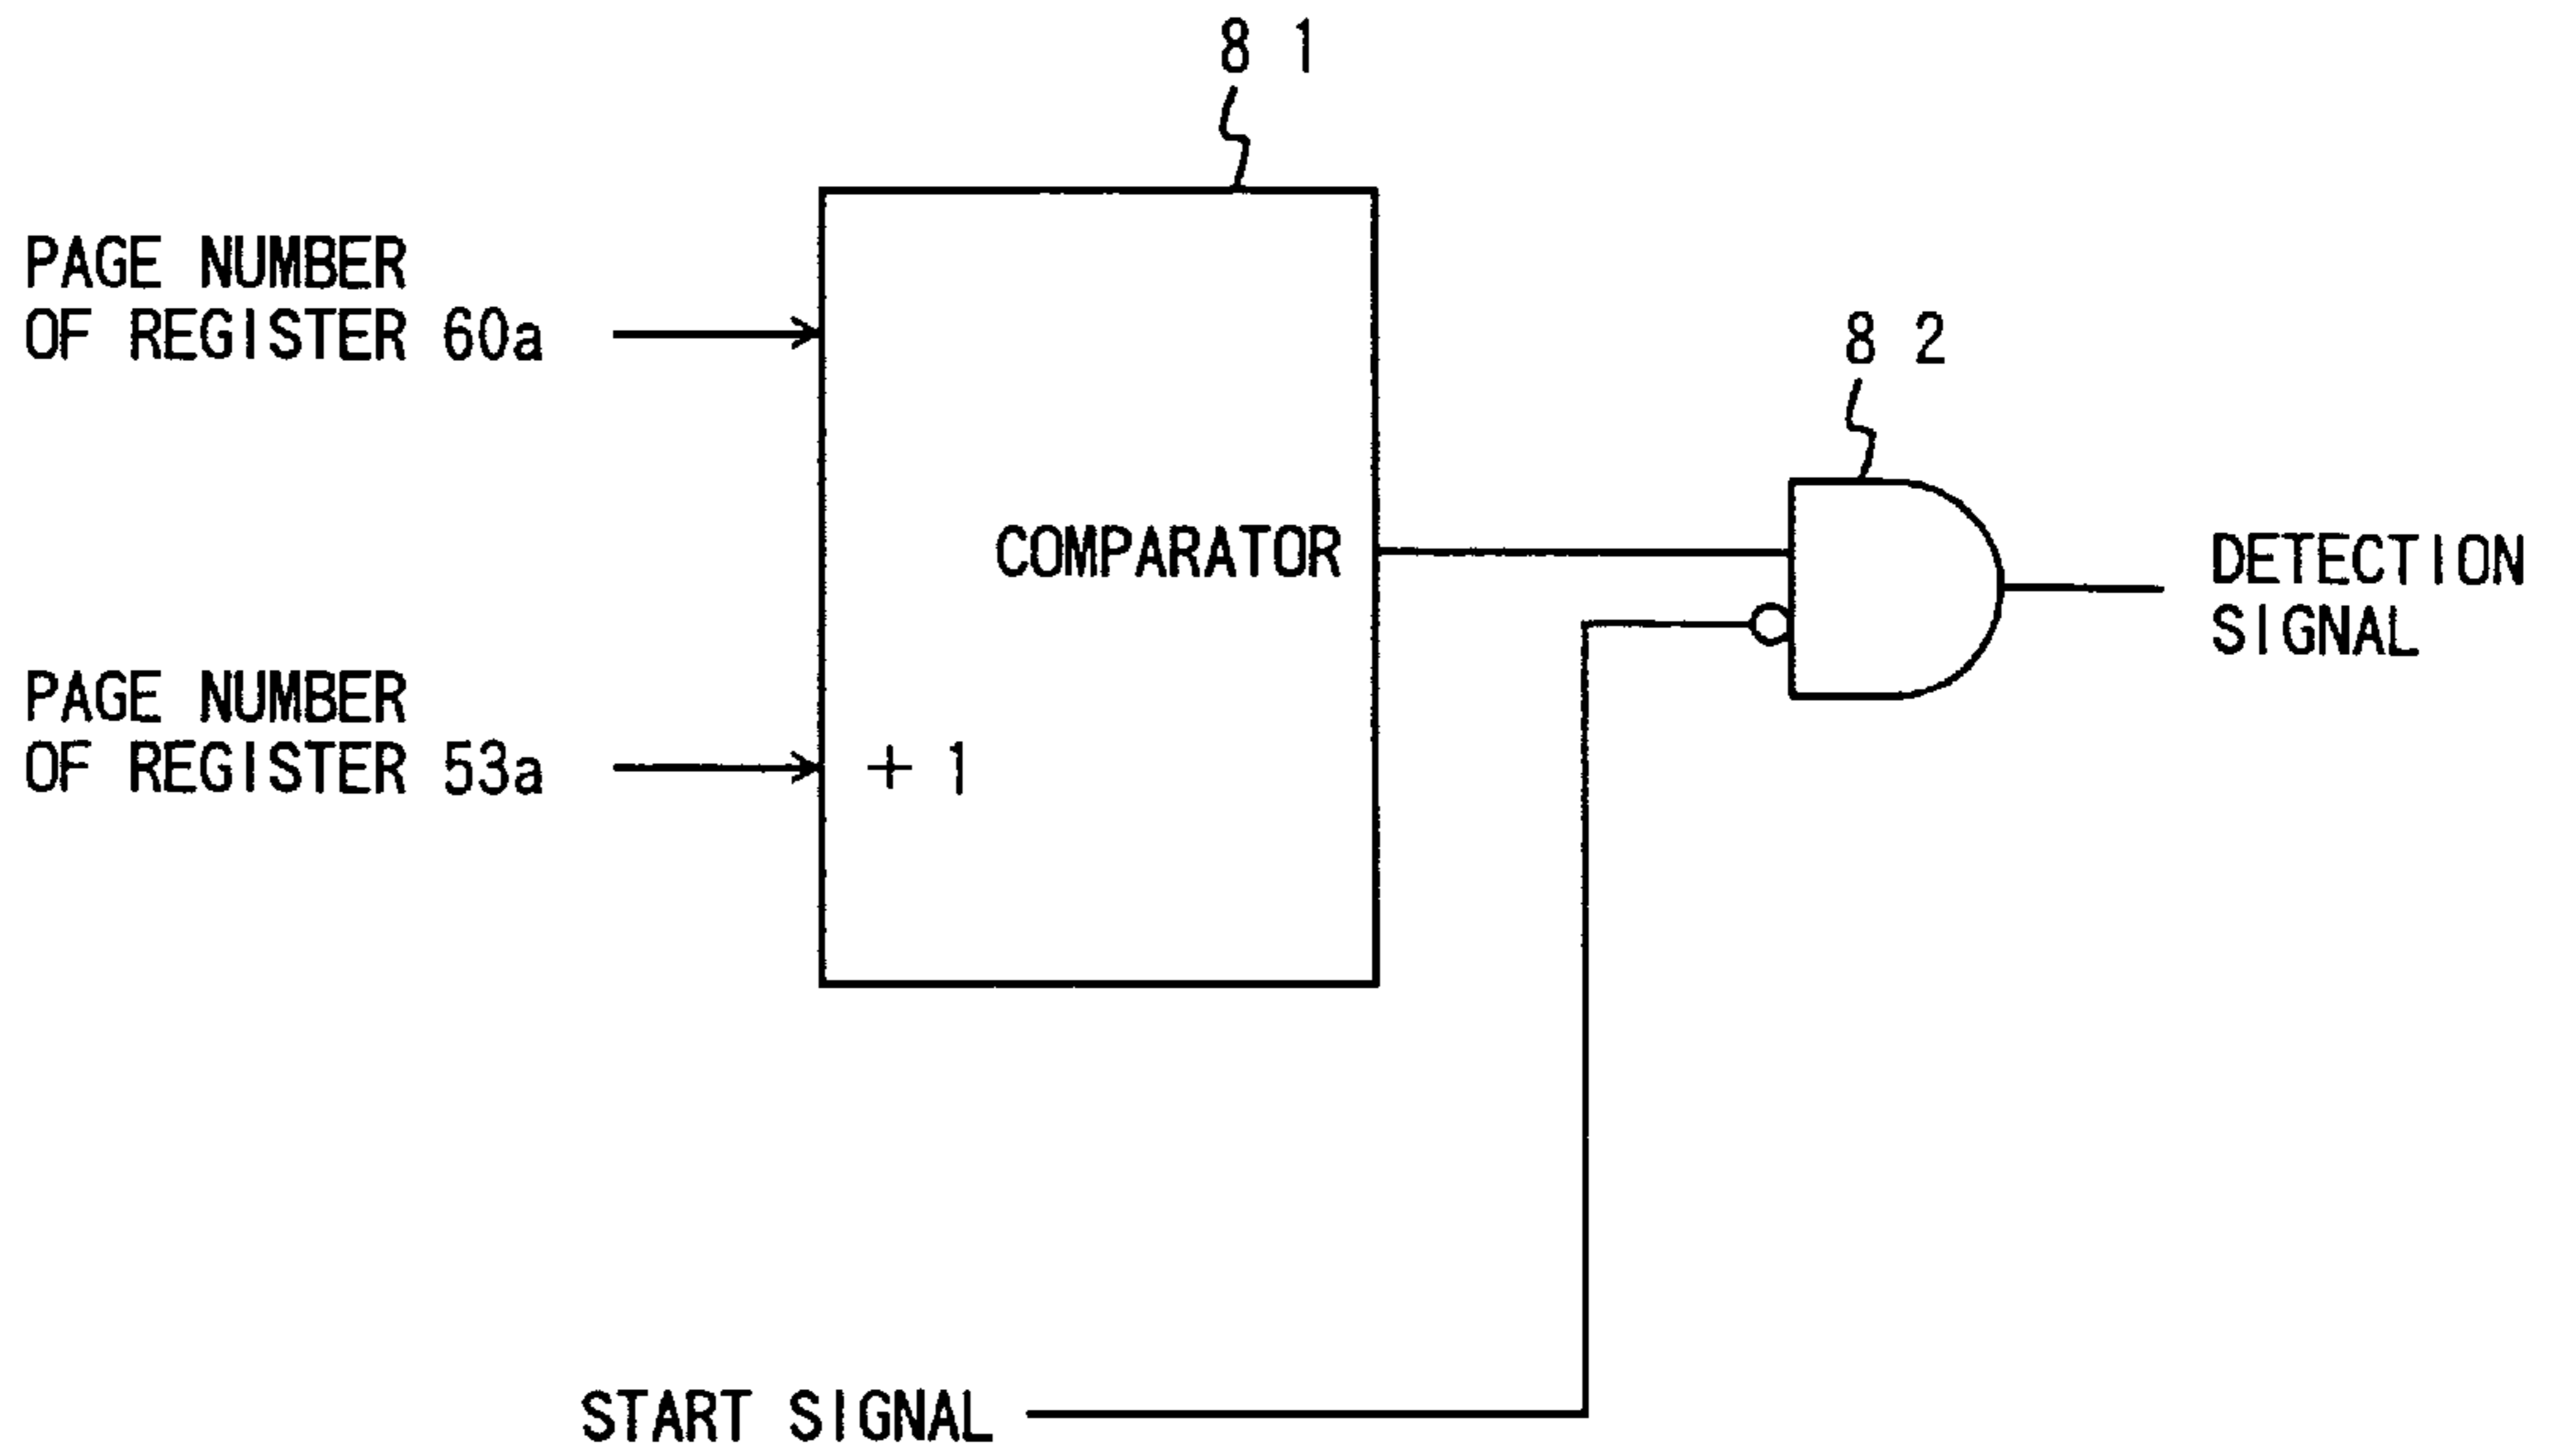 8 1
PAGE NUMBER
OF REGISTER 60a
8 2
COMPARATOR
DETECTION
SIGNAL
PAGE NUMBER
OF REGISTER 53a
+ 1
START SIGNAL